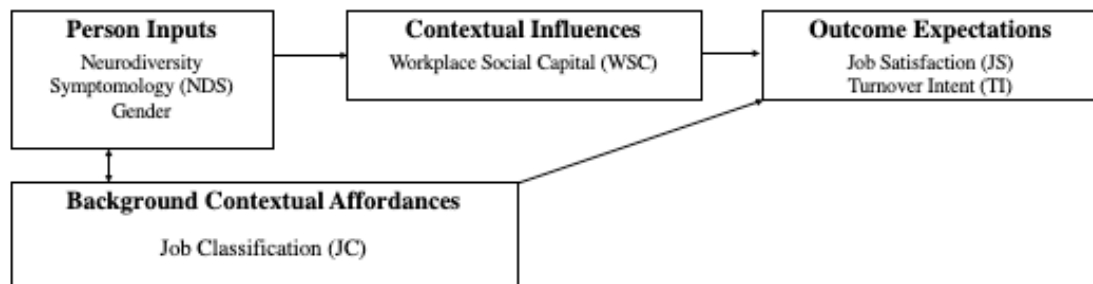 Person Inputs
Neurodiversity
Symptomology (NDS)
Gender
Contextual Influences
Workplace Social Capital (WSC)
Outcome Expectations
Job Satisfaction (JS)
Turnover Intent (TI)
Background Contextual Affordances
Job Classification (JC)